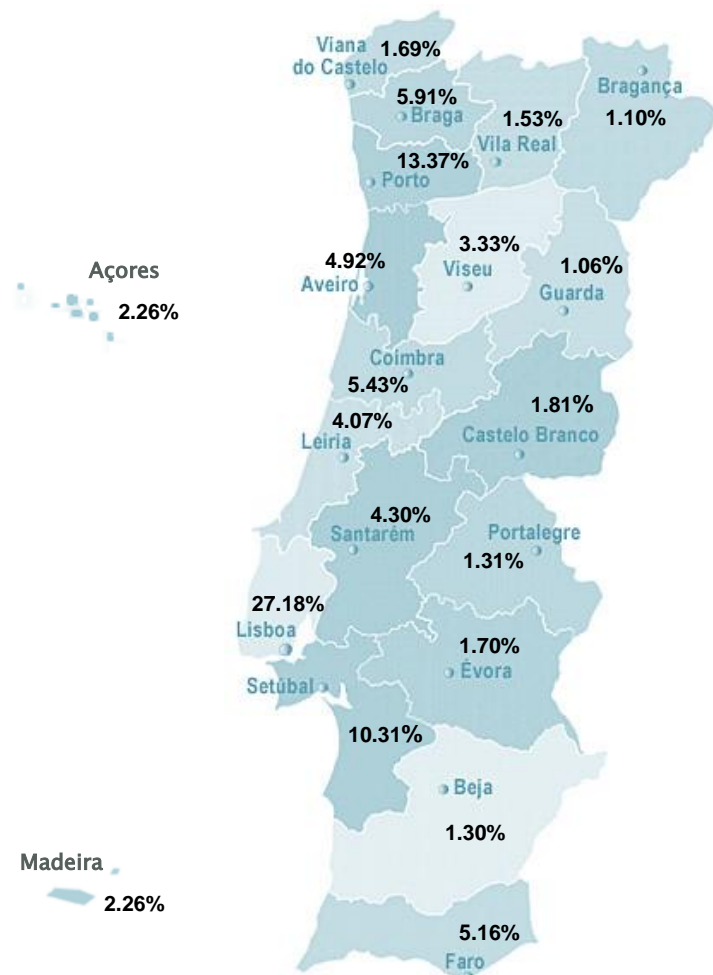 Viana
do Castelo
1.69%
Bragança
1.10%
5.91%
Braga
1.53%
Vila Real
13.37%
Porto
4.92%
Aveiro
3.33%
Viseu
1.06%
Guarda
Açores
2.26%
Coimbra
5.43%
4.07%
Leiria
1.81%
Castelo Branco
4.30%
Santarém
Portalegre
1.31%
27.18%
Lisboa
1.70%
Évora
Setúbal
10.31%
Beja
1.30%
Madeira
2.26%
5.16%
Faro